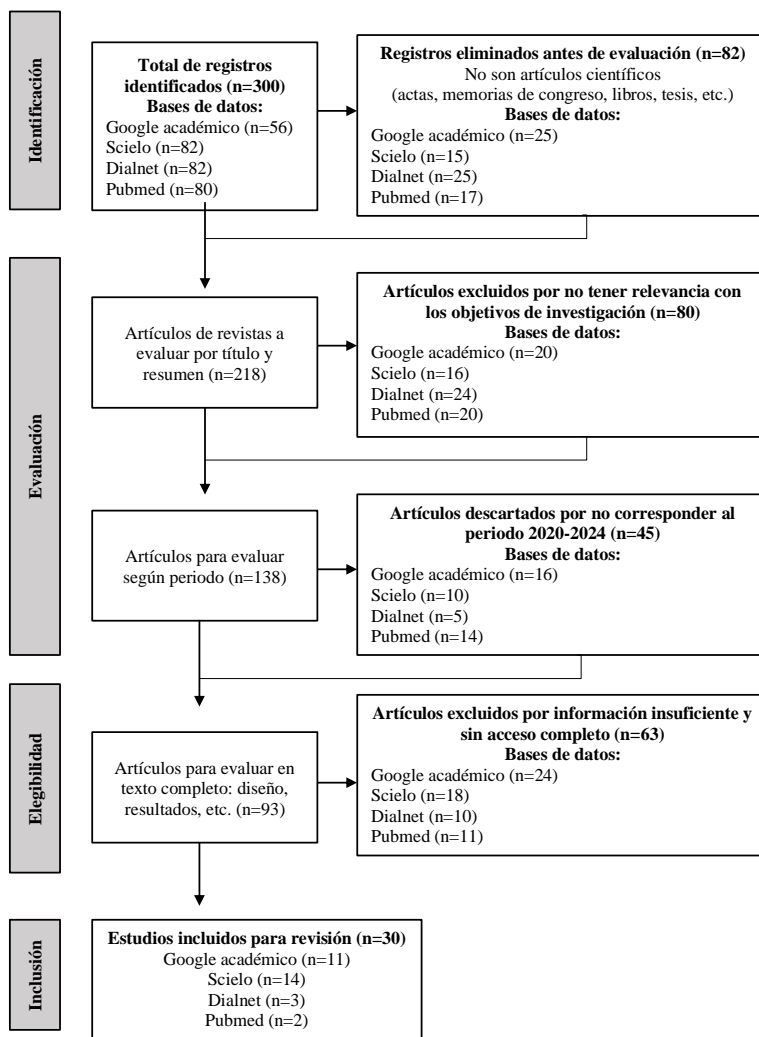 Identificación
Total de registros
identificados (n=300)
Bases de datos:
Google académico (n=56)
Scielo (n=82)
Dialnet (n=82)
Pubmed (n=80)
Registros eliminados antes de evaluación (n=82)
No son artículos científicos
(actas, memorias de congreso, libros, tesis, etc.)
Bases de datos:
Google académico (n=25)
Scielo (n=15)
Dialnet (n=25)
Pubmed (n=17)
Evaluación
Artículos de revistas a
evaluar por título y
resumen (n=218)
Artículos excluidos por no tener relevancia con
los objetivos de investigación (n=80)
Bases de datos:
Google académico (n=20)
Scielo (n=16)
Dialnet (n=24)
Pubmed (n=20)
Artículos para evaluar
según periodo (n=138)
Artículos descartados por no corresponder al
periodo 2020-2024 (n=45)
Bases de datos:
Google académico (n=16)
Scielo (n=10)
Dialnet (n=5)
Pubmed (n=14)
Elegibilidad
Artículos para evaluar en
texto completo: diseño,
resultados, etc. (n=93)
Artículos excluidos por información insuficiente y
sin acceso completo (n=63)
Bases de datos:
Google académico (n=24)
Scielo (n=18)
Dialnet (n=10)
Pubmed (n=11)
Inclusión
Estudios incluidos para revisión (n=30)
Google académico (n=11)
Scielo (n=14)
Dialnet (n=3)
Pubmed (n=2)